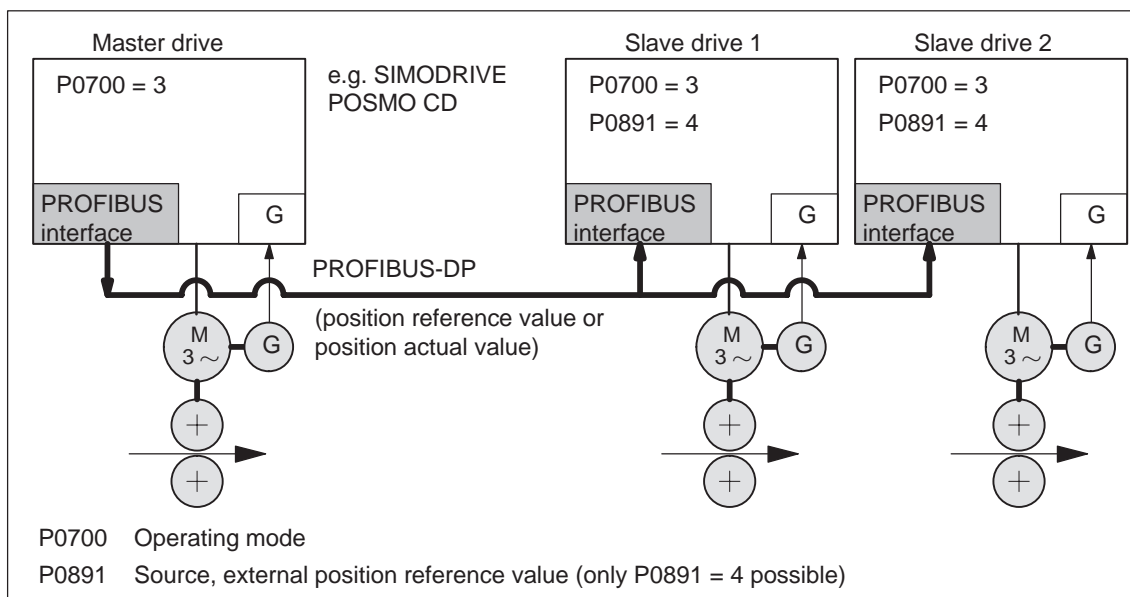 Master drive
P0700 = 3
PROFIBUS
interface
G
e.g. SIMODRIVE
POSMO CD
Slave drive 1
P0700 = 3
P0891 = 4
PROFIBUS
interface
G
Slave drive 2
P0700 = 3
P0891 = 4
PROFIBUS
interface
G
PROFIBUS-DP
(position reference value or
position actual value)
M
3 ~
G
+
+
M
3 ~
G
+
+
M
3 ~
G
+
+
P0700 Operating mode
P0891 Source, external position reference value (only P0891 = 4 possible)